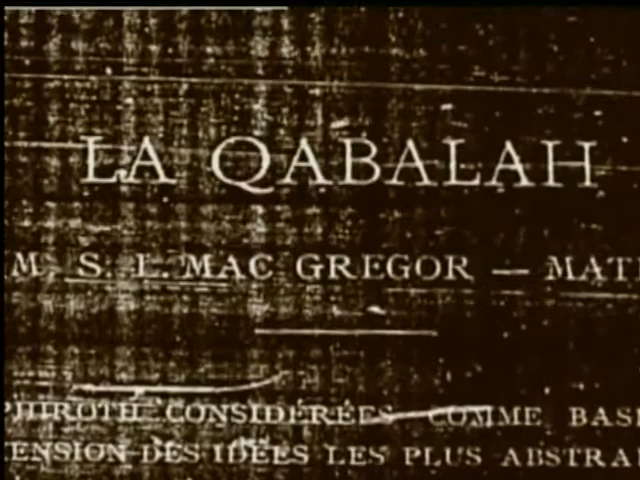 LA QABALAH
M. S. L. MAC GREGOR — MAT
PHIROTH CONSIDÉRÉES COMME BAS
ENSION DES IDÉES LES PLUS ABSTRA